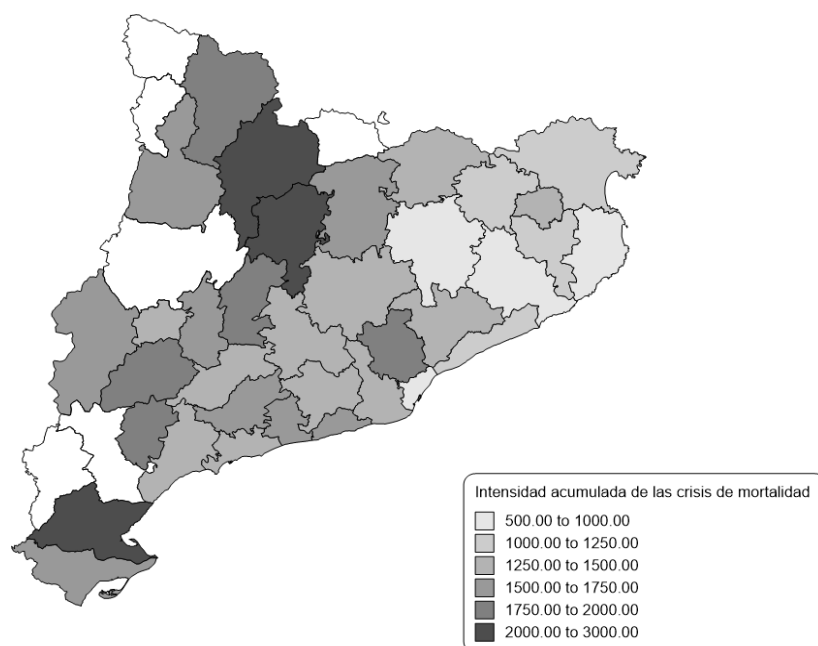 Intensidad acumulada de las crisis de mortalidad
500.00 to 1000.00
1000.00 to 1250.00
1250.00 to 1500.00
1500.00 to 1750.00
1750.00 to 2000.00
2000.00 to 3000.00